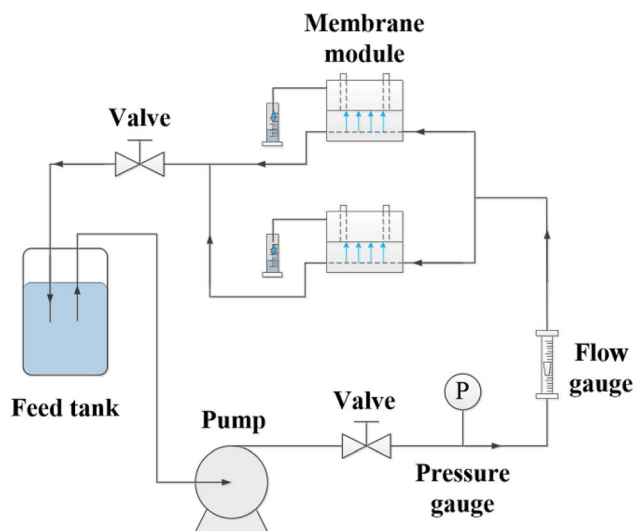 Membrane
module
Valve
Feed tank
Pump
Valve
P
Pressure
gauge
Flow
gauge